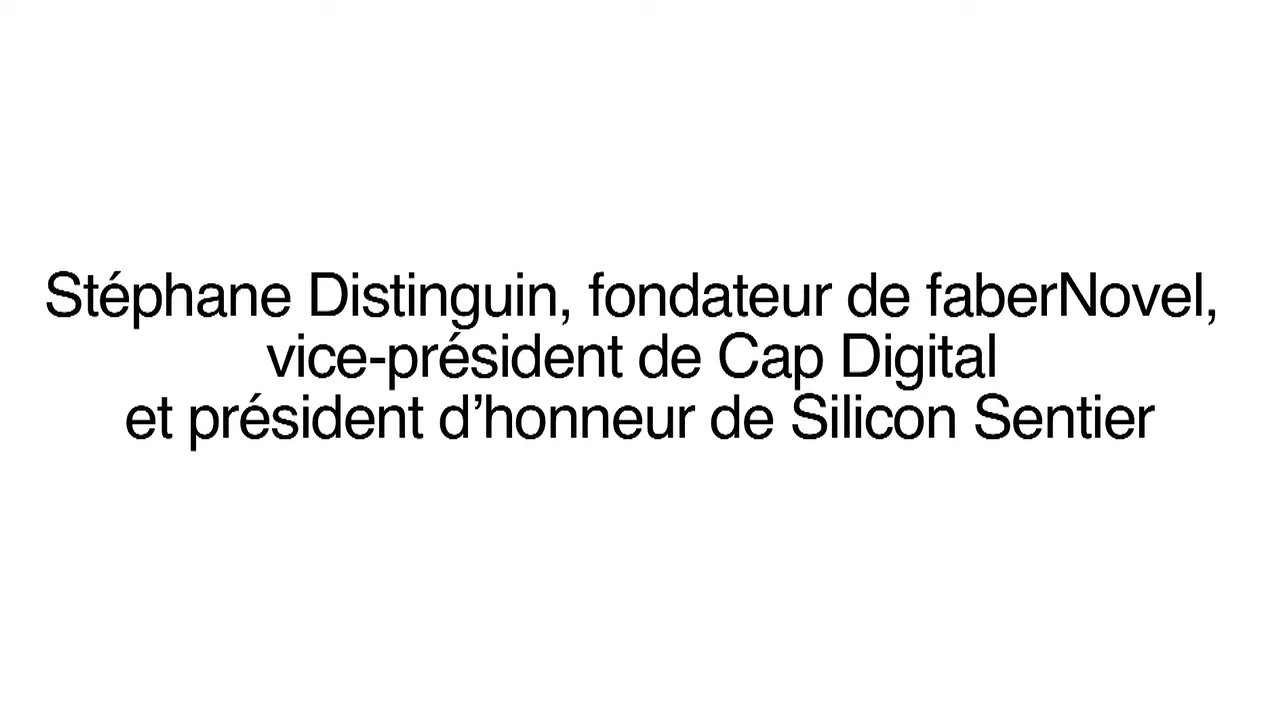 Stéphane Distinguin, fondateur de faberNovel,
vice-président de Cap Digital
et président d’honneur de Silicon Sentier